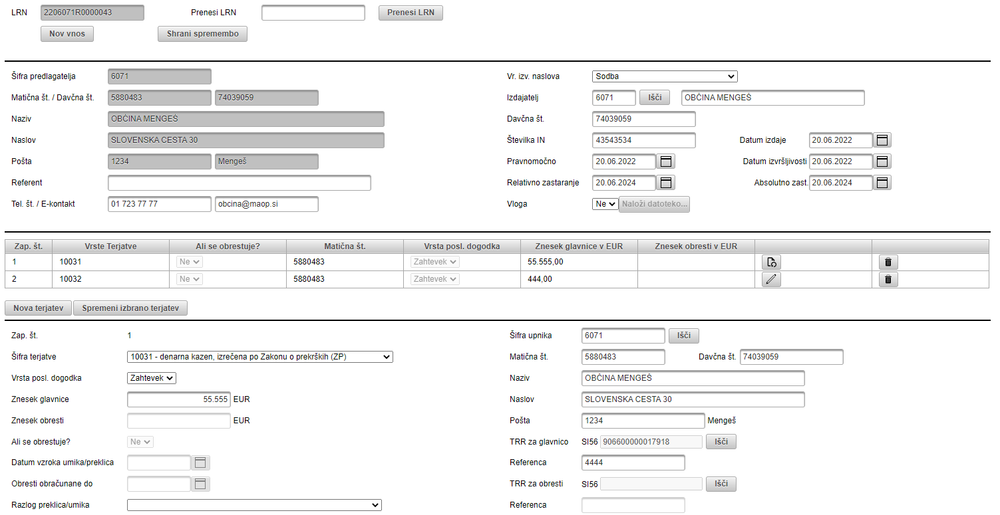 LRN 2206071R0000043 Prenesi LRN Prenesi LRN
Nov vnos Shrani spremembo
Šifra predlagatelja 6071 Vr. izv. naslova Sodba
Matična št. / Davčna št. 5880483 74039059 Izdajatelj 6071 Išči OBČINA MENGEŠ
Naziv OBČINA MENGEŠ Davčna št. 74039059
Naslov SLOVENSKA CESTA 30 Številka IN 43543534 Datum izdaje 20.06.2022
Pošta 1234 Mengeš Pravnomočno 20.06.2022 Datum izvršljivosti 20.06.2022
Referent Relativno zastaranje 20.06.2024 Absolutno zast. 20.06.2024
Tel. št. / E-kontakt 01 723 77 77 obcina@maop.si Vloga Ne Naloži datoteko...
Zap. št. Vrste Terjatve Ali se obrestuje? Matična št. Vrsta posl. dogodka Znesek glavnice v EUR Znesek obresti v EUR
1 10031 Ne 5880483 Zahtevek 55.555,00
2 10032 Ne 5880483 Zahtevek 444,00
Nova terjatev Spremeni izbrano terjatev
Zap. št. 1 Šifra upnika 6071 Išči
Šifra terjatve 10031 - denarna kazen, izrečena po Zakonu o prekrških (ZP) Matična št. 5880483 Davčna št. 74039059
Vrsta posl. dogodka Zahtevek Naziv OBČINA MENGEŠ
Znesek glavnice 55.555 EUR Naslov SLOVENSKA CESTA 30
Znesek obresti EUR Pošta 1234 Mengeš
Ali se obrestuje? Ne TRR za glavnico SI56 906600000017918 Išči
Datum vzroka umika/preklica Referenca 4444
Obresti obračunane do TRR za obresti SI56 Išči
Razlog preklica/umika Referenca